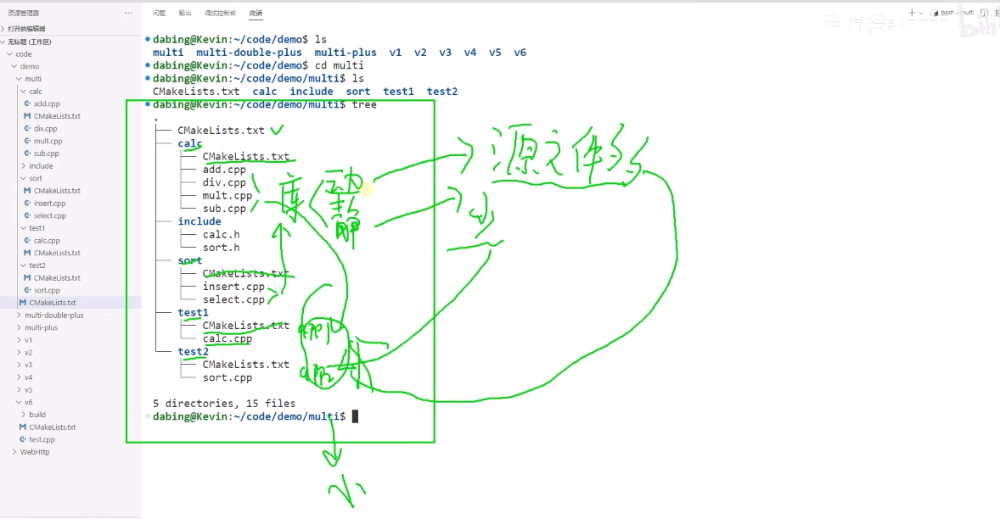 资源管理器 ···
打开的编辑器
无标题 (工作区)
code
demo
multi
calc
add.cpp
CMakeLists.txt
div.cpp
mult.cpp
sub.cpp
include
sort
CMakeLists.txt
insert.cpp
select.cpp
test1
calc.cpp
CMakeLists.txt
test2
CMakeLists.txt
sort.cpp
CMakeLists.txt
multi-double-plus
multi-plus
v1
v2
v3
v4
v5
v6
build
CMakeLists.txt
test.cpp
WebHttp
问题 输出 调试控制台 终端
bash - multi
dabing@Kevin:~/code/demo$ ls
multi multi-double-plus multi-plus v1 v2 v3 v4 v5 v6
dabing@Kevin:~/code/demo$ cd multi
dabing@Kevin:~/code/demo/multi$ ls
CMakeLists.txt calc include sort test1 test2
dabing@Kevin:~/code/demo/multi$ tree
.
├── CMakeLists.txt
├── calc
│   ├── CMakeLists.txt
│   ├── add.cpp
│   ├── div.cpp
│   ├── mult.cpp
│   └── sub.cpp
├── include
│   ├── calc.h
│   └── sort.h
├── sort
│   ├── CMakeLists.txt
│   ├── insert.cpp
│   └── select.cpp
├── test1
│   ├── CMakeLists.txt
│   └── calc.cpp
└── test2
    ├── CMakeLists.txt
    └── sort.cpp
5 directories, 15 files
dabing@Kevin:~/code/demo/multi$
源文件多
库
动
静
少
app1
app2